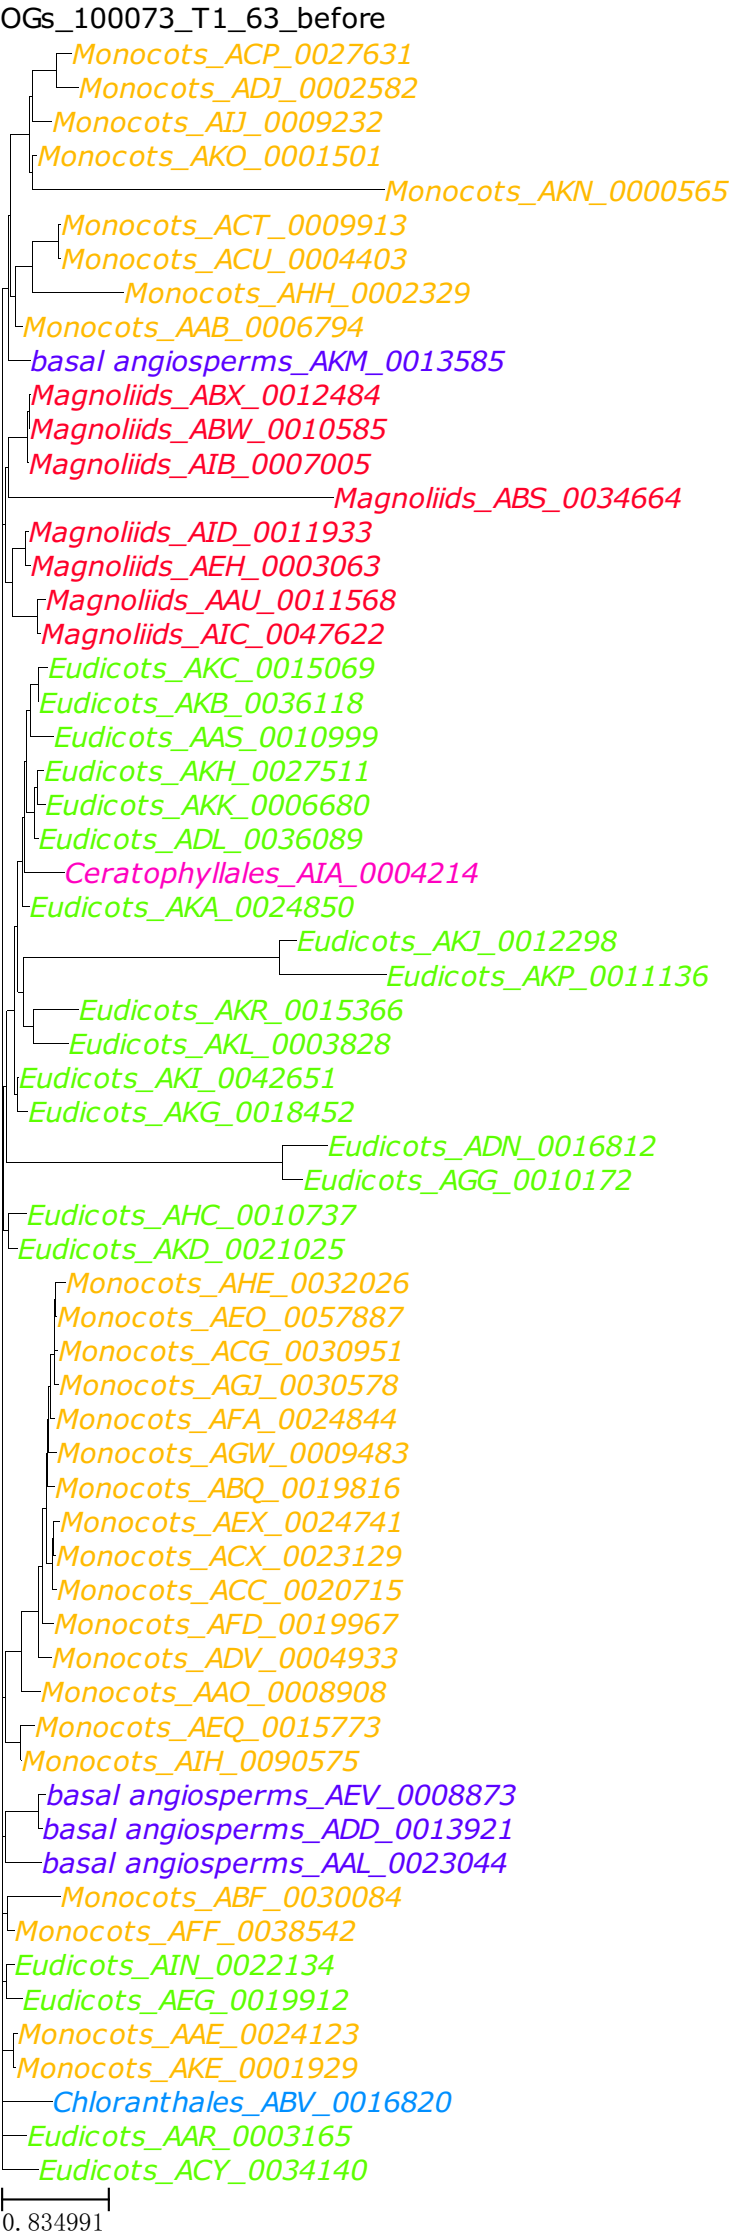 OGs_100073_T1_63_before
Monocots_ACP_0027631
Monocots_ADJ_0002582
Monocots_AIJ_0009232
Monocots_AKO_0001501
Monocots_AKN_0000565
Monocots_ACT_0009913
Monocots_ACU_0004403
Monocots_AHH_0002329
Monocots_AAB_0006794
basal angiosperms_AKM_0013585
Magnoliids_ABX_0012484
Magnoliids_ABW_0010585
Magnoliids_AIB_0007005
Magnoliids_ABS_0034664
Magnoliids_AID_0011933
Magnoliids_AEH_0003063
Magnoliids_AAU_0011568
Magnoliids_AIC_0047622
Eudicots_AKC_0015069
Eudicots_AKB_0036118
Eudicots_AAS_0010999
Eudicots_AKH_0027511
Eudicots_AKK_0006680
Eudicots_ADL_0036089
Ceratophyllales_AIA_0004214
Eudicots_AKA_0024850
Eudicots_AKJ_0012298
Eudicots_AKP_0011136
Eudicots_AKR_0015366
Eudicots_AKL_0003828
Eudicots_AKI_0042651
Eudicots_AKG_0018452
Eudicots_ADN_0016812
Eudicots_AGG_0010172
Eudicots_AHC_0010737
Eudicots_AKD_0021025
Monocots_AHE_0032026
Monocots_AEO_0057887
Monocots_ACG_0030951
Monocots_AGJ_0030578
Monocots_AFA_0024844
Monocots_AGW_0009483
Monocots_ABQ_0019816
Monocots_AEX_0024741
Monocots_ACX_0023129
Monocots_ACC_0020715
Monocots_AFD_0019967
Monocots_ADV_0004933
Monocots_AAO_0008908
Monocots_AEQ_0015773
Monocots_AIH_0090575
basal angiosperms_AEV_0008873
basal angiosperms_ADD_0013921
basal angiosperms_AAL_0023044
Monocots_ABF_0030084
Monocots_AFF_0038542
Eudicots_AIN_0022134
Eudicots_AEG_0019912
Monocots_AAE_0024123
Monocots_AKE_0001929
Chloranthales_ABV_0016820
Eudicots_AAR_0003165
Eudicots_ACY_0034140
0.834991